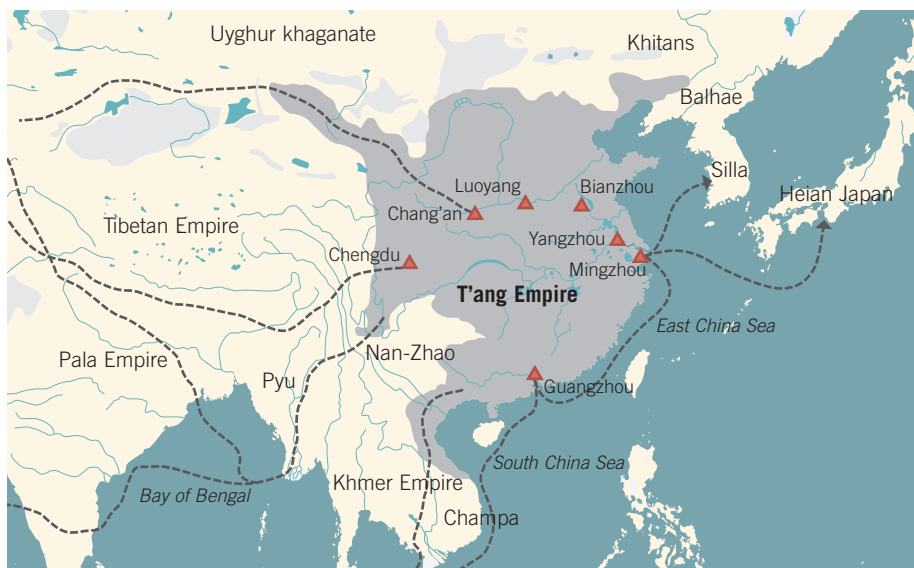 Uyghur khaganate
Khitans
Balhae
Silla
Heian Japan
Luoyang
Bianzhou
Chang'an
Tibetan Empire
Yangzhou
Chengdu
Mingzhou
T'ang Empire
East China Sea
Pala Empire
Nan-Zhao
Pyu
Guangzhou
South China Sea
Khmer Empire
Bay of Bengal
Champa